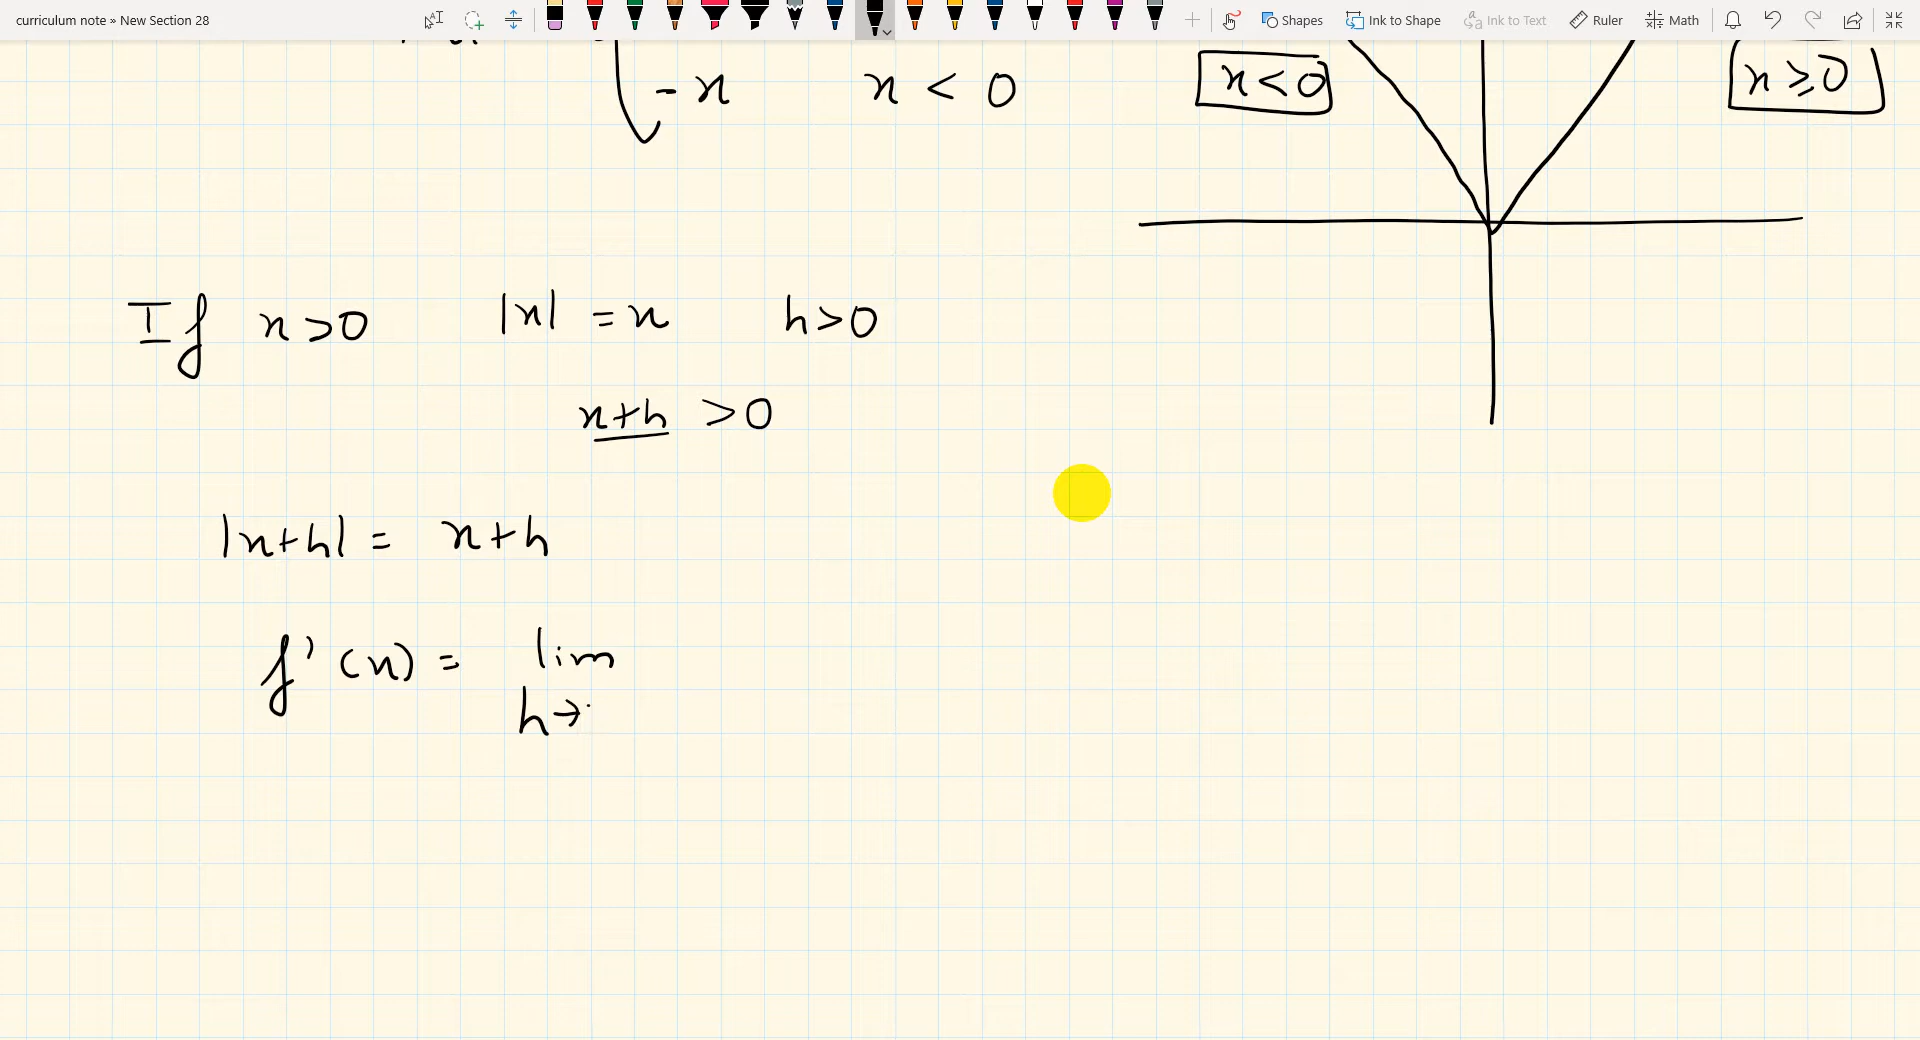 curriculum note » New Section 28
Shapes Ink to Shape Ink to Text Ruler Math
- x x < 0
x < 0
x ≥ 0
If x > 0 |x| = x h > 0
x+h > 0
|x+h| = x+h
f'(x) = lim
h→